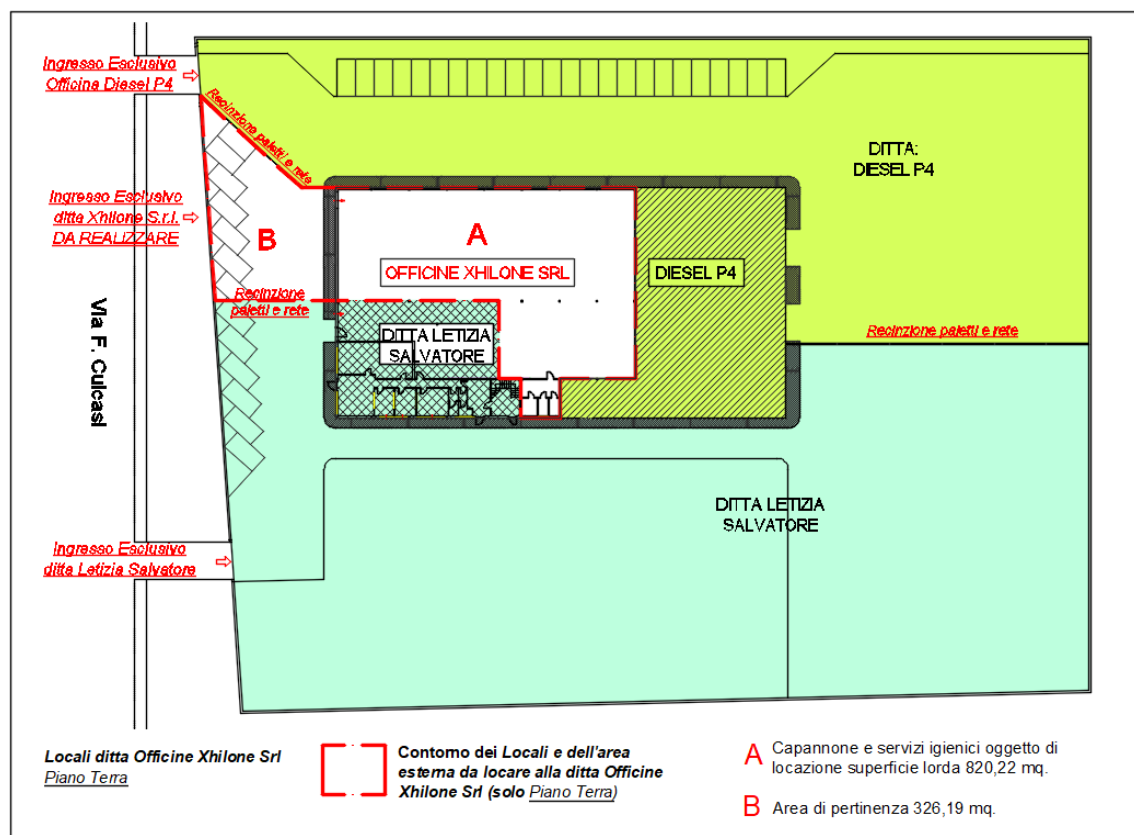 Ingresso Esclusivo
Officina Diesel P4
Recinzione paletti e rete
DITTA:
DIESEL P4
Ingresso Esclusivo
ditta Xhilone S.r.l.
DA REALIZZARE
B
A
OFFICINE XHILONE SRL
DIESEL P4
Recinzione
paletti e rete
Via F. Culcasi
DITTA LETIZIA
SALVATORE
Recinzione paletti e rete
DITTA LETIZIA
SALVATORE
Ingresso Esclusivo
ditta Letizia Salvatore
Locali ditta Officine Xhilone Srl
Piano Terra
Contorno dei Locali e dell'area
esterna da locare alla ditta Officine
Xhilone Srl (solo Piano Terra)
A Capannone e servizi igienici oggetto di
locazione superficie lorda 820,22 mq.
B Area di pertinenza 326,19 mq.